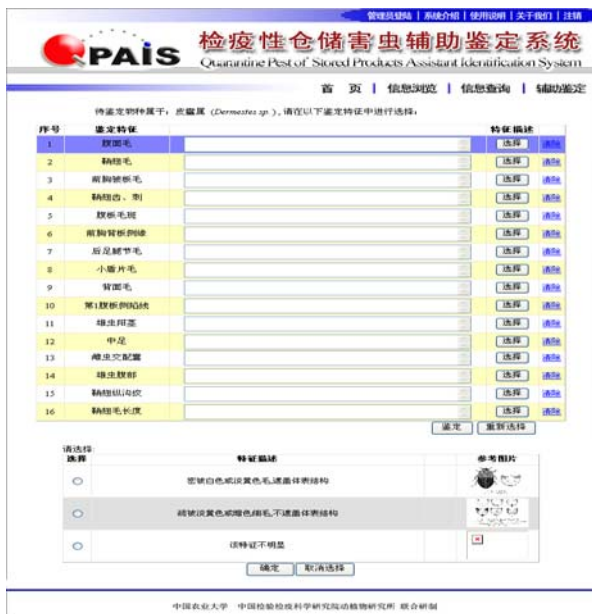 管理员登陆 | 系统介绍 | 使用说明 | 关于我们 | 注销
QPAIS
检疫性仓储害虫辅助鉴定系统
Quarantine Pest of Stored Products Assistant Identification System
首 页 | 信息浏览 | 信息查询 | 辅助鉴定
待鉴定物种属于：皮蠹属 (Dermestes sp.)，请在以下鉴定特征中进行选择：
序号 鉴定特征 特征描述
1 腹面毛 选择 清除
2 鞘翅毛 选择 清除
3 前胸背板毛 选择 清除
4 鞘翅齿、刺 选择 清除
5 腹板毛斑 选择 清除
6 前胸背板侧缘 选择 清除
7 后足腿节毛 选择 清除
8 小盾片毛 选择 清除
9 背面毛 选择 清除
10 第1腹板侧陷线 选择 清除
11 雄虫阳茎 选择 清除
12 中足 选择 清除
13 雌虫交配囊 选择 清除
14 雄虫腹部 选择 清除
15 鞘翅纵沟纹 选择 清除
16 鞘翅毛长度 选择 清除
鉴定 重新选择
请选择:
选择 特征描述 参考图片
密被白色或淡黄色毛,遮盖体表结构
稀被淡黄色或暗色细毛,不遮盖体表结构
该特征不明显
确定 取消选择
中国农业大学 中国检验检疫科学研究院动植物研究所 联合研制